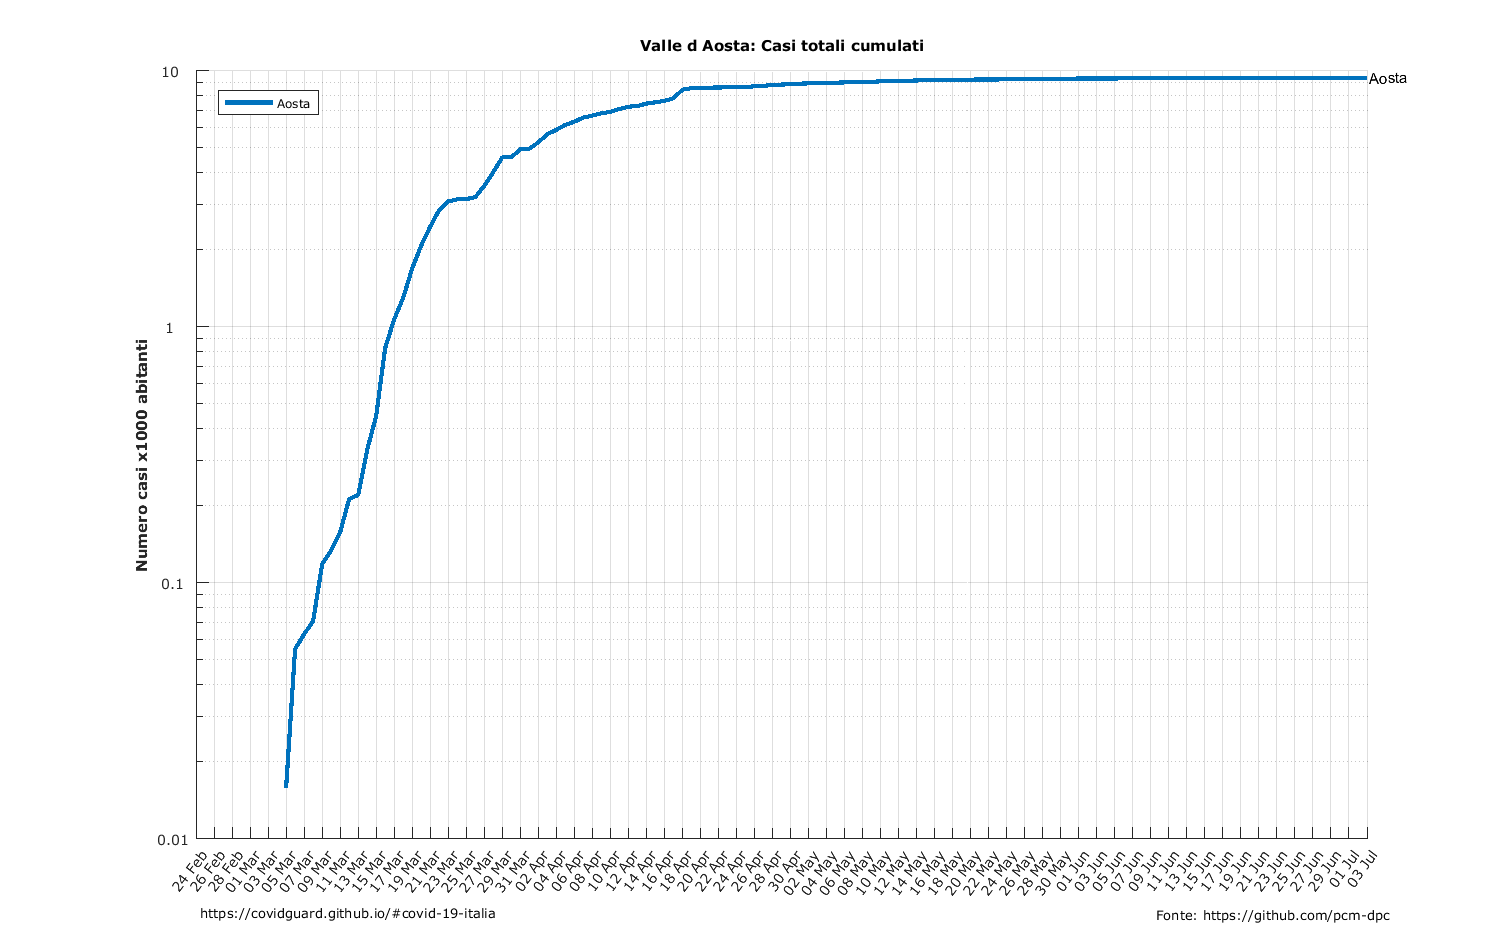 Valle d Aosta: Casi totali cumulati
10
Aosta
Aosta
1
Numero casi x1000 abitanti
0.1
0.01
24 Feb
26 Feb
28 Feb
01 Mar
03 Mar
05 Mar
07 Mar
09 Mar
11 Mar
13 Mar
15 Mar
17 Mar
19 Mar
21 Mar
23 Mar
25 Mar
27 Mar
29 Mar
31 Mar
02 Apr
04 Apr
06 Apr
08 Apr
10 Apr
12 Apr
14 Apr
16 Apr
18 Apr
20 Apr
22 Apr
24 Apr
26 Apr
28 Apr
30 Apr
02 May
04 May
06 May
08 May
10 May
12 May
14 May
16 May
18 May
20 May
22 May
24 May
26 May
28 May
30 May
01 Jun
03 Jun
05 Jun
07 Jun
09 Jun
11 Jun
13 Jun
15 Jun
17 Jun
19 Jun
21 Jun
23 Jun
25 Jun
27 Jun
29 Jun
01 Jul
03 Jul
https://covidguard.github.io/#covid-19-italia
Fonte: https://github.com/pcm-dpc